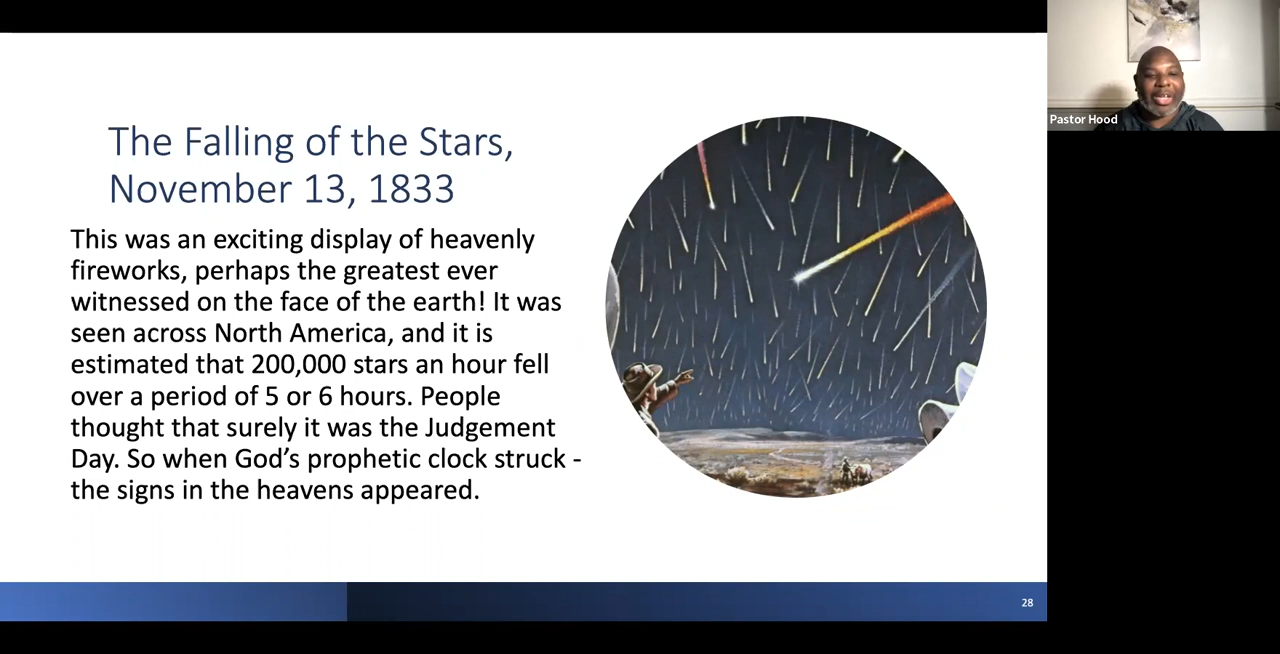 The Falling of the Stars,
November 13, 1833
This was an exciting display of heavenly
fireworks, perhaps the greatest ever
witnessed on the face of the earth! It was
seen across North America, and it is
estimated that 200,000 stars an hour fell
over a period of 5 or 6 hours. People
thought that surely it was the Judgement
Day. So when God’s prophetic clock struck -
the signs in the heavens appeared.
28
Pastor Hood